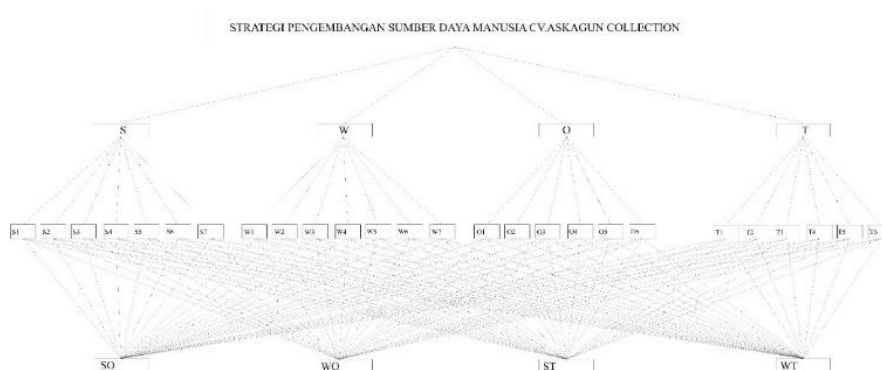 STRATEGI PENGEMBANGAN SUMBER DAYA MANUSIA CV.ASKAGUN COLLECTION
S W O T
S1 S2 S3 S4 S5 S6 S7 W1 W2 W3 W4 W5 W6 W7 O1 O2 O3 O4 O5 O6 T1 T2 T3 T4 T5 T6
SO WO ST WT